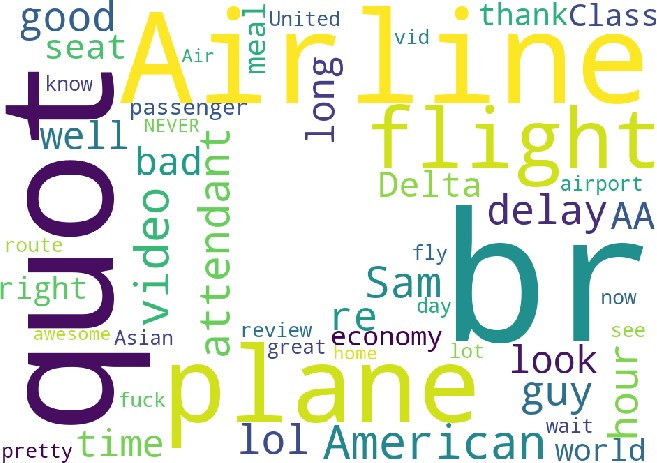 good
Airline
United
thank
Class
seat
Air
meal
vid
know
long
quot
passenger
NEVER
flight
well
bad
attendant
Delta
airport
video
delay
AA
route
fly
right
Sam
br
now
day
re
awesome
Asian
review
economy
see
great
home
lot
look
hour
plane
guy
fuck
wait
pretty
time
lol
American
world